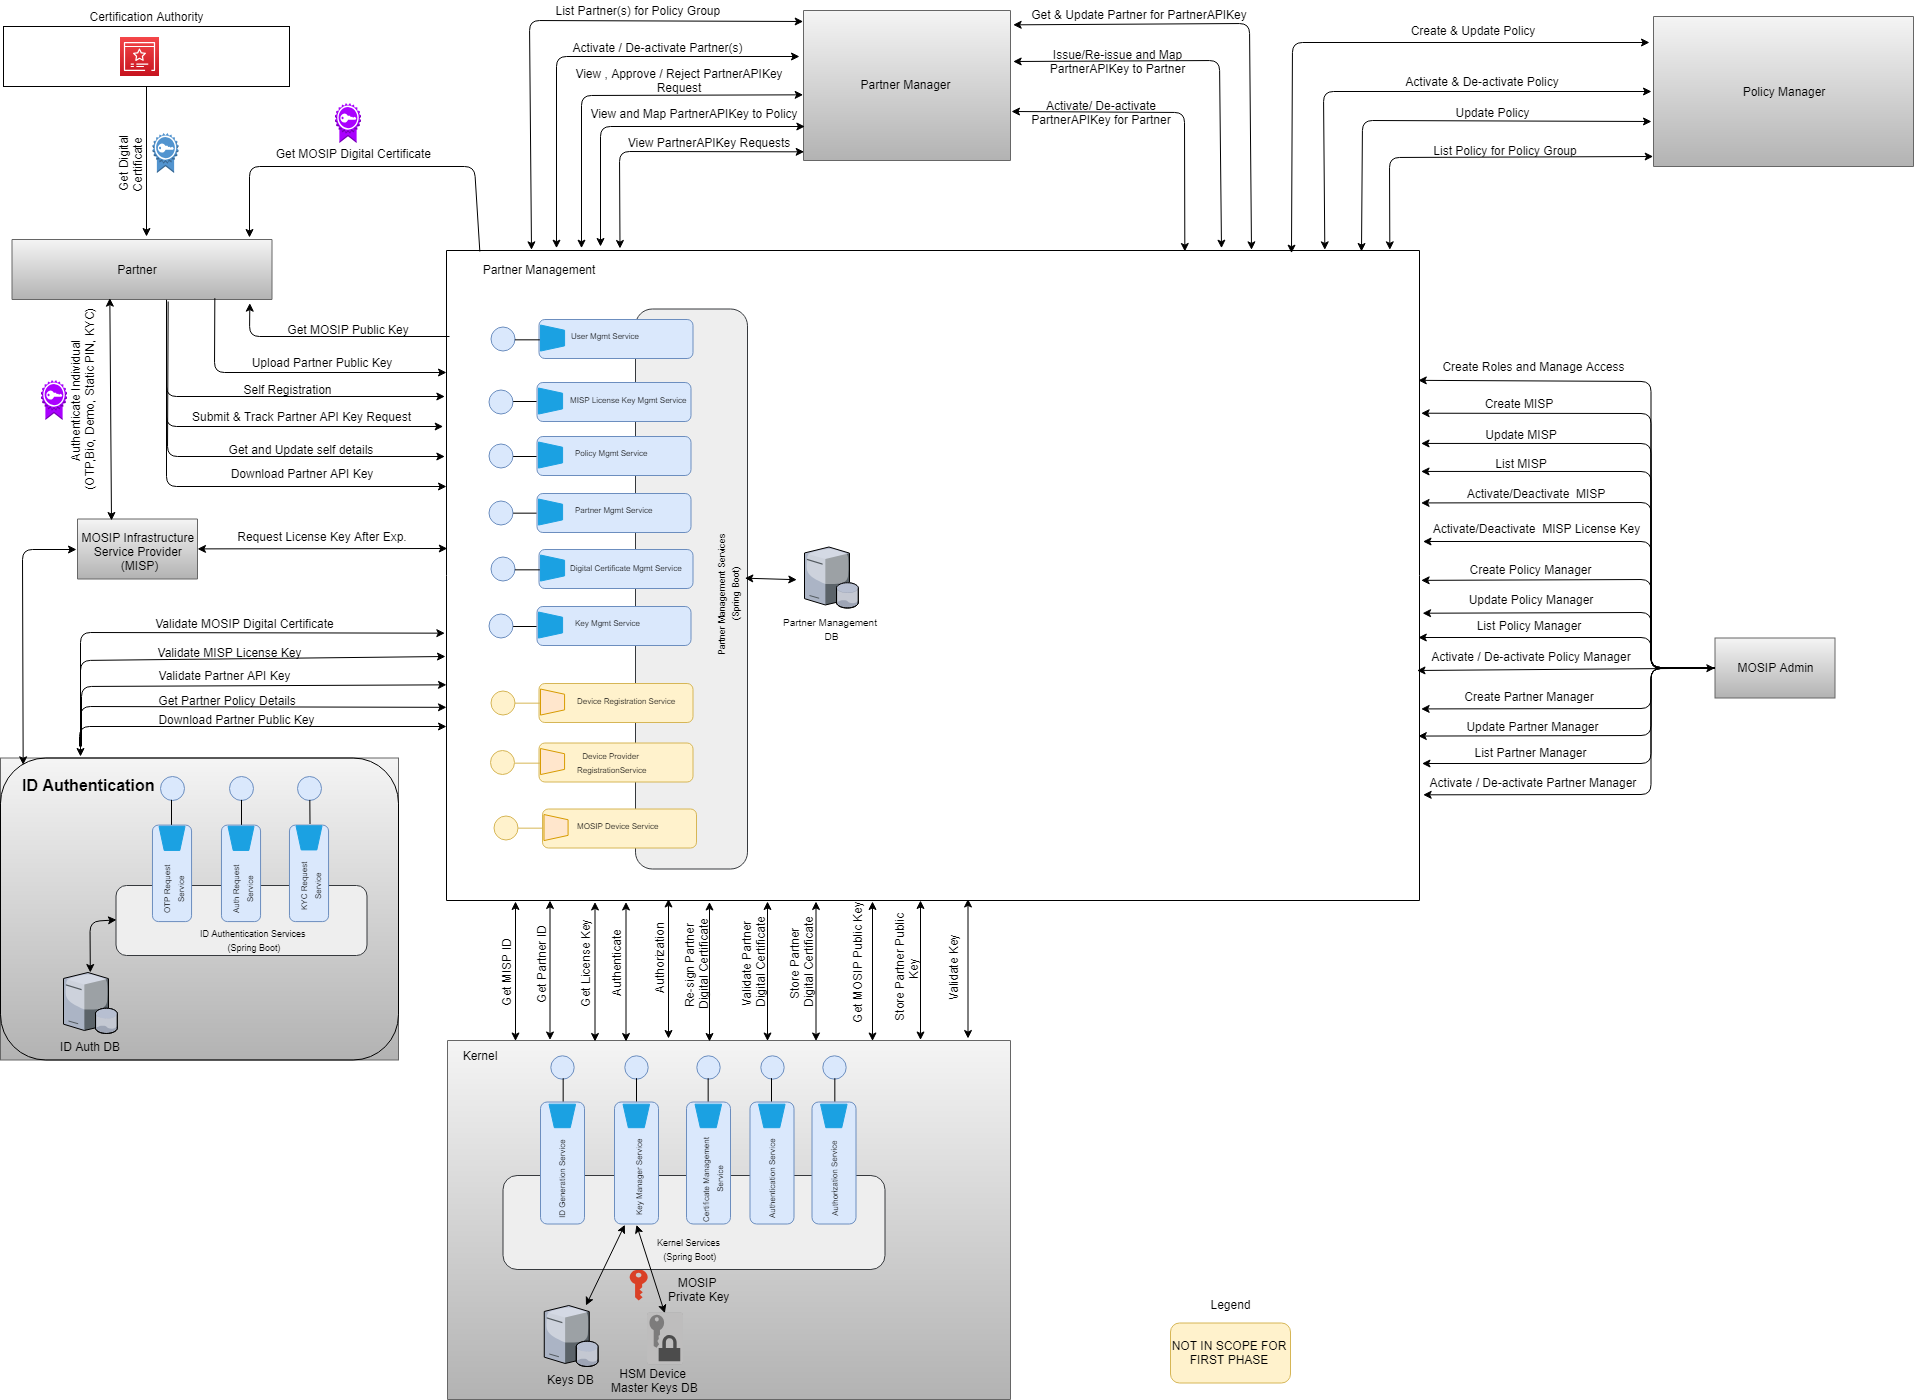 Certification Authority
Get Digital
Certificate
Get MOSIP Digital Certificate
Partner
Authenticate Individual
(OTP,Bio, Demo, Static PIN, KYC)
Get MOSIP Public Key
Upload Partner Public Key
Self Registration
Submit & Track Partner API Key Request
Get and Update self details
Download Partner API Key
MOSIP Infrastructure
Service Provider
(MISP)
Request License Key After Exp.
Validate MOSIP Digital Certificate
Validate MISP License Key
Validate Partner API Key
Get Partner Policy Details
Download Partner Public Key
ID Authentication
OTP Request
Service
Auth Request
Service
KYC Request
Service
ID Authentication Services
(Spring Boot)
ID Auth DB
List Partner(s) for Policy Group
Activate / De-activate Partner(s)
View , Approve / Reject PartnerAPIKey
Request
View and Map PartnerAPIKey to Policy
View PartnerAPIKey Requests
Partner Manager
Get & Update Partner for PartnerAPIKey
Issue/Re-issue and Map
PartnerAPIKey to Partner
Activate/ De-activate
PartnerAPIKey for Partner
Create & Update Policy
Activate & De-activate Policy
Update Policy
List Policy for Policy Group
Policy Manager
Partner Management
User Mgmt Service
MISP License Key Mgmt Service
Policy Mgmt Service
Partner Mgmt Service
Digital Certificate Mgmt Service
Key Mgmt Service
Device Registration Service
Device Provider
RegistrationService
MOSIP Device Service
Partner Management Services
(Spring Boot)
Partner Management
DB
Create Roles and Manage Access
Create MISP
Update MISP
List MISP
Activate/Deactivate  MISP
Activate/Deactivate  MISP License Key
Create Policy Manager
Update Policy Manager
List Policy Manager
Activate / De-activate Policy Manager
Create Partner Manager
Update Partner Manager
List Partner Manager
Activate / De-activate Partner Manager
MOSIP Admin
Get MISP ID
Get Partner ID
Get License Key
Authenticate
Authorization
Re-sign Partner
Digital Certificate
Validate Partner
Digital Certificate
Store Partner
Digital Certificate
Get MOSIP Public Key
Store Partner Public
Key
Validate Key
Kernel
ID Generation Service
Key Manager Service
Certificate Management
Service
Authentication Service
Authorization Service
Kernel Services
(Spring Boot)
MOSIP
Private Key
Keys DB
HSM Device
Master Keys DB
Legend
NOT IN SCOPE FOR
FIRST PHASE